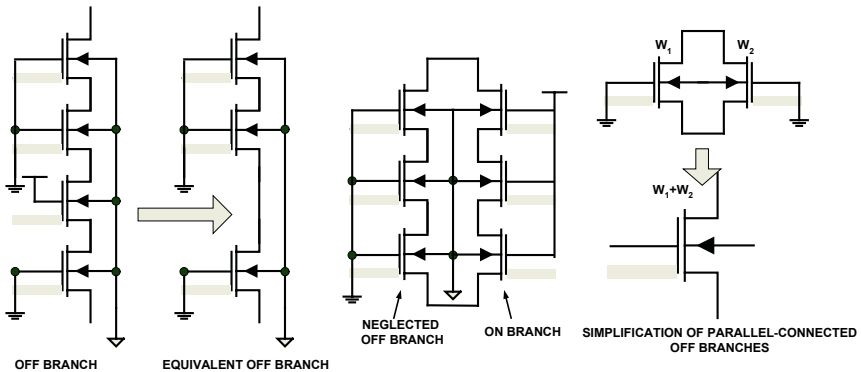 W1
W2
W1+W2
NEGLECTED
OFF BRANCH
ON BRANCH
SIMPLIFICATION OF PARALLEL-CONNECTED
OFF BRANCHES
OFF BRANCH
EQUIVALENT OFF BRANCH